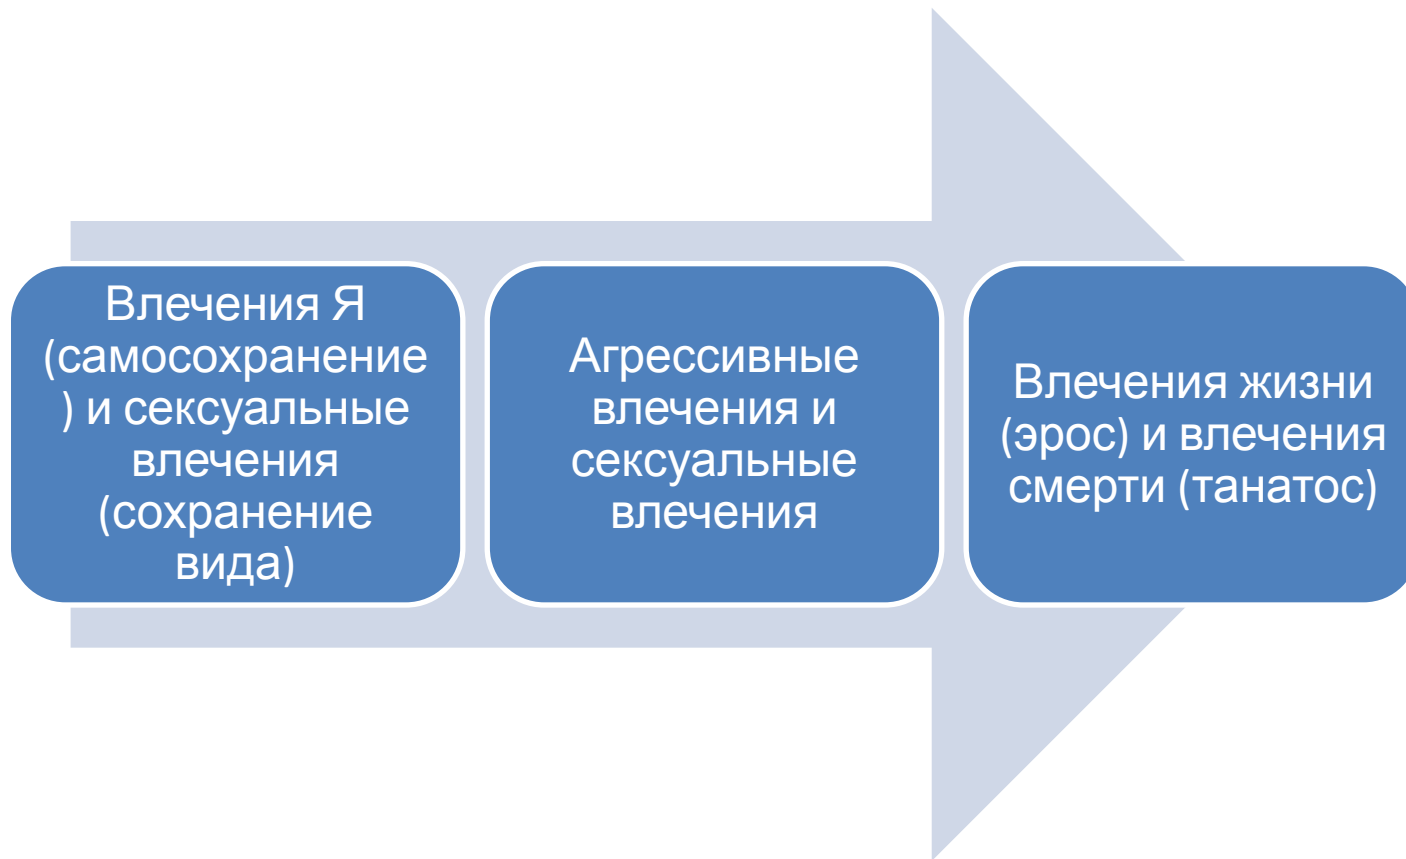 Влечения Я
(самосохранение
) и сексуальные
влечения
(сохранение
вида)
Агрессивные
влечения и
сексуальные
влечения
Влечения жизни
(эрос) и влечения
смерти (танатос)